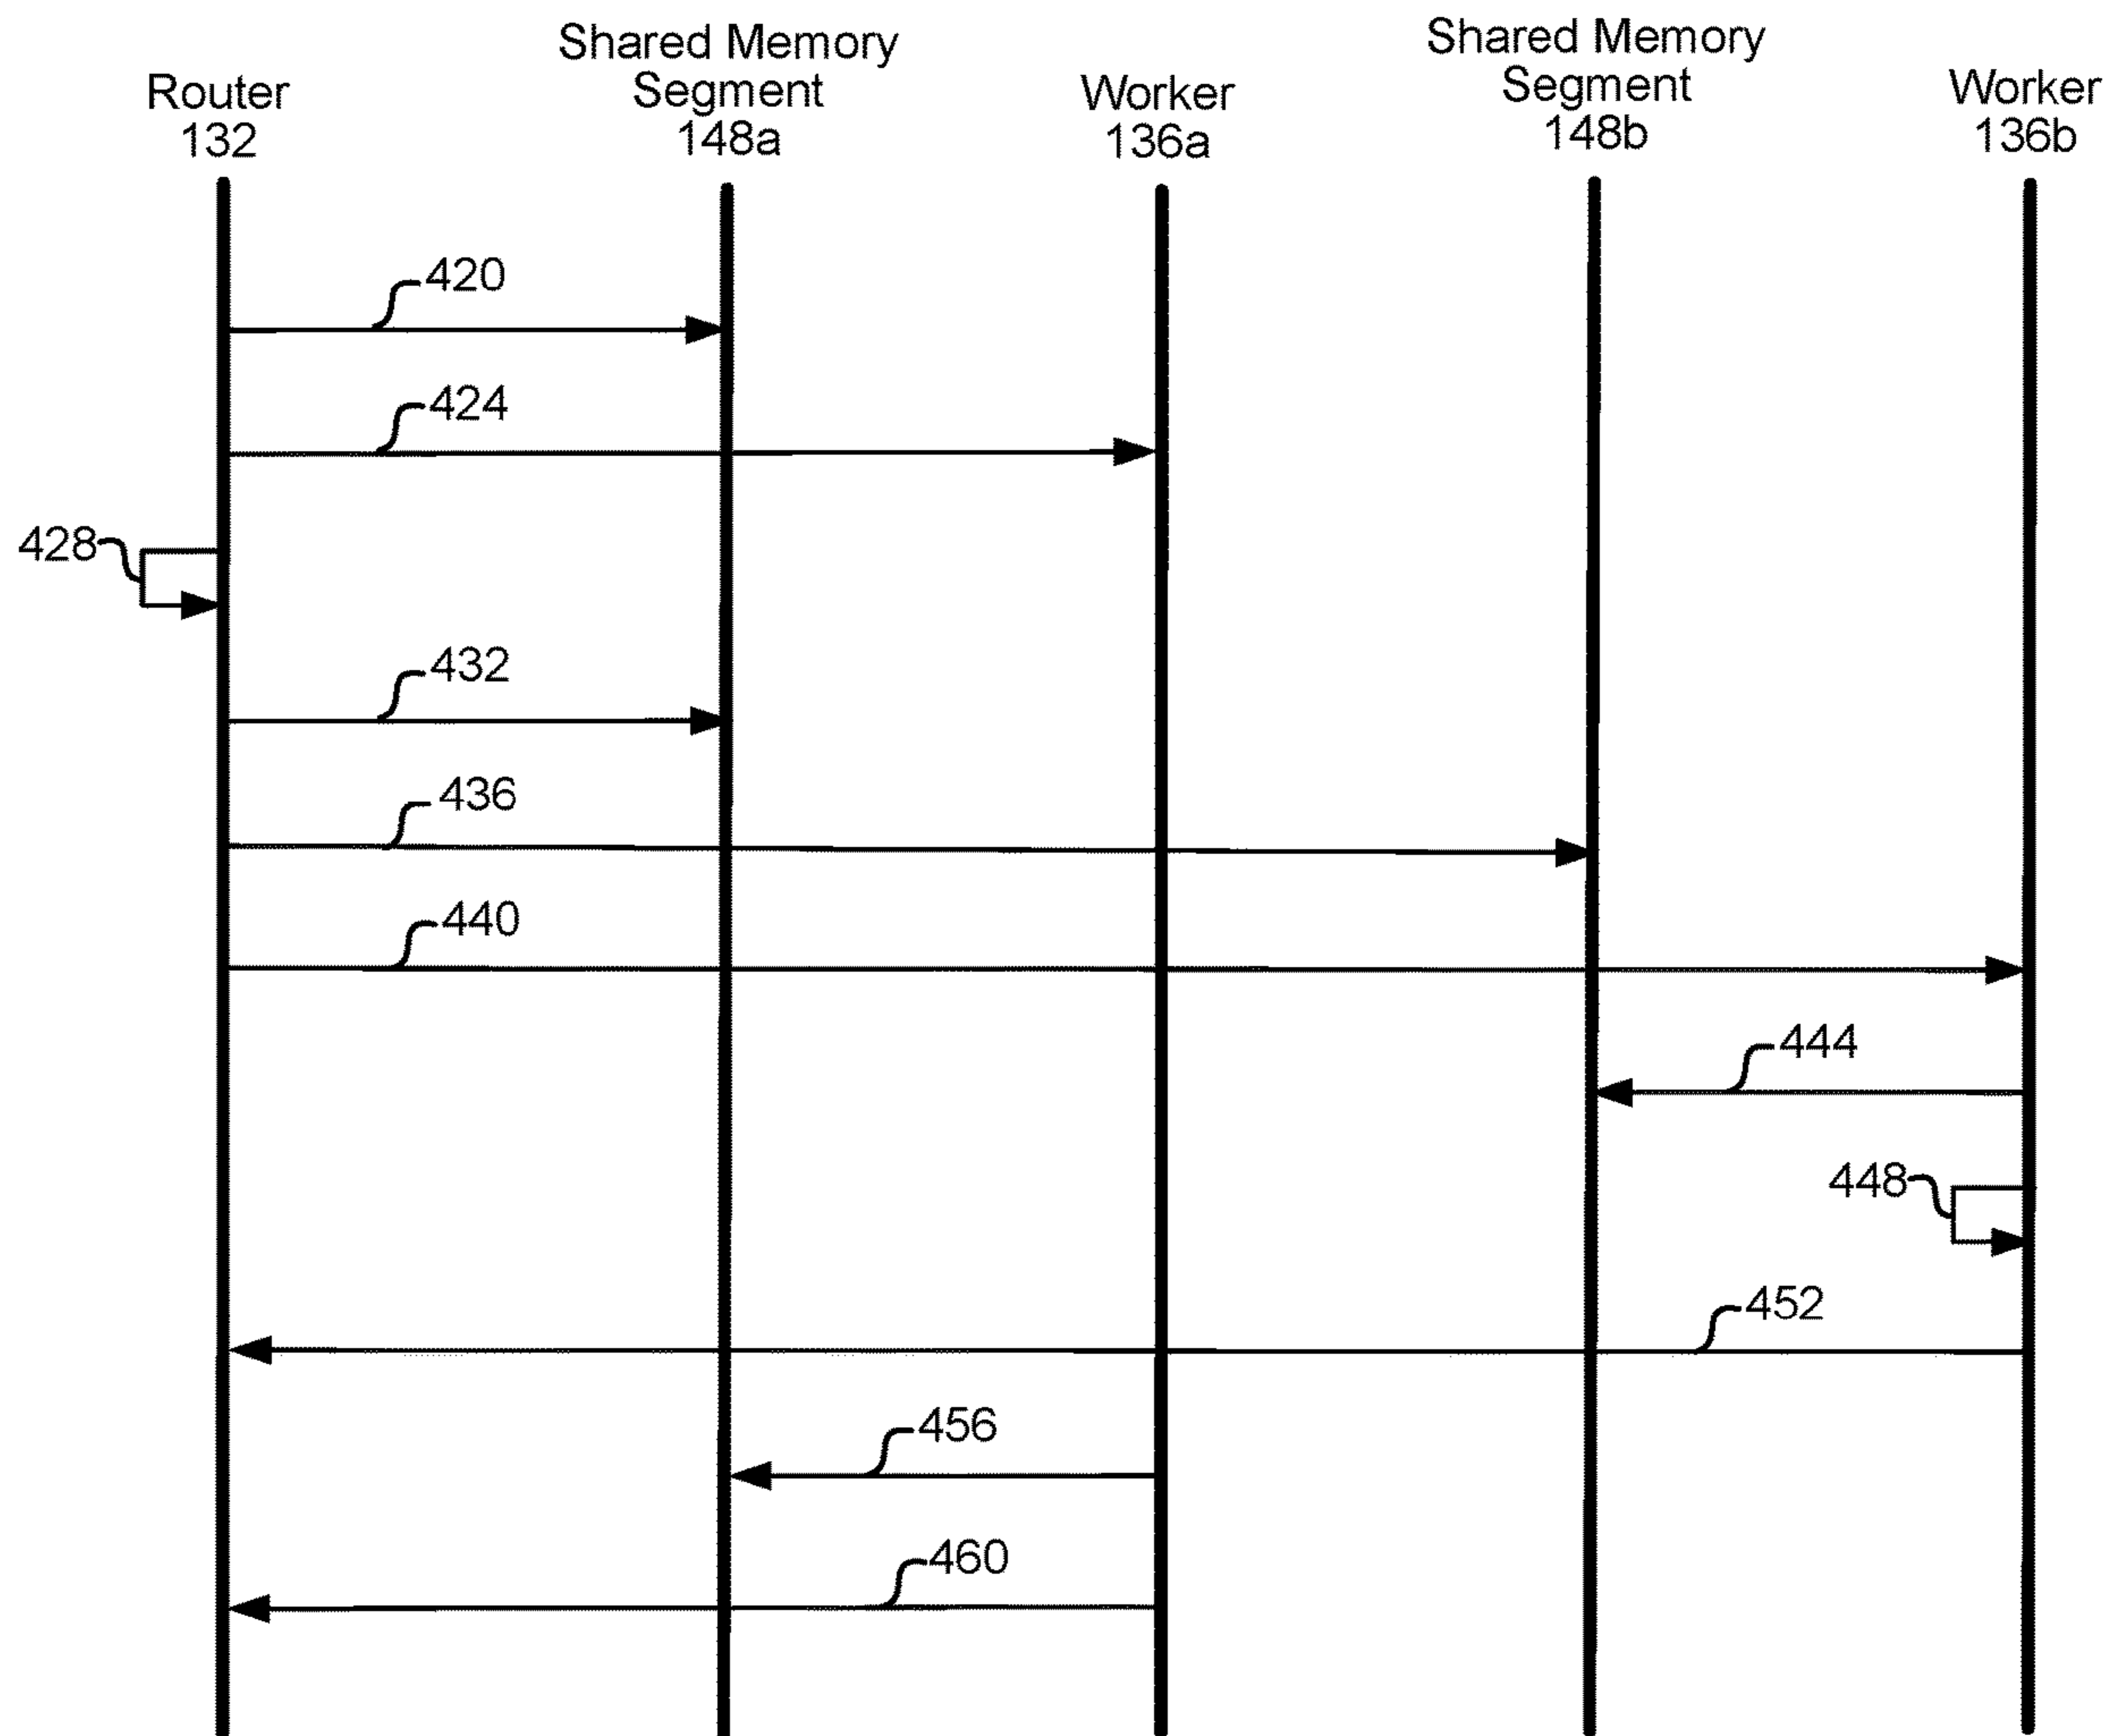 Router
132
Shared Memory
Segment
148a
Worker
136a
Shared Memory
Segment
148b
Worker
136b
420
424
428
432
436
440
444
448
452
456
460